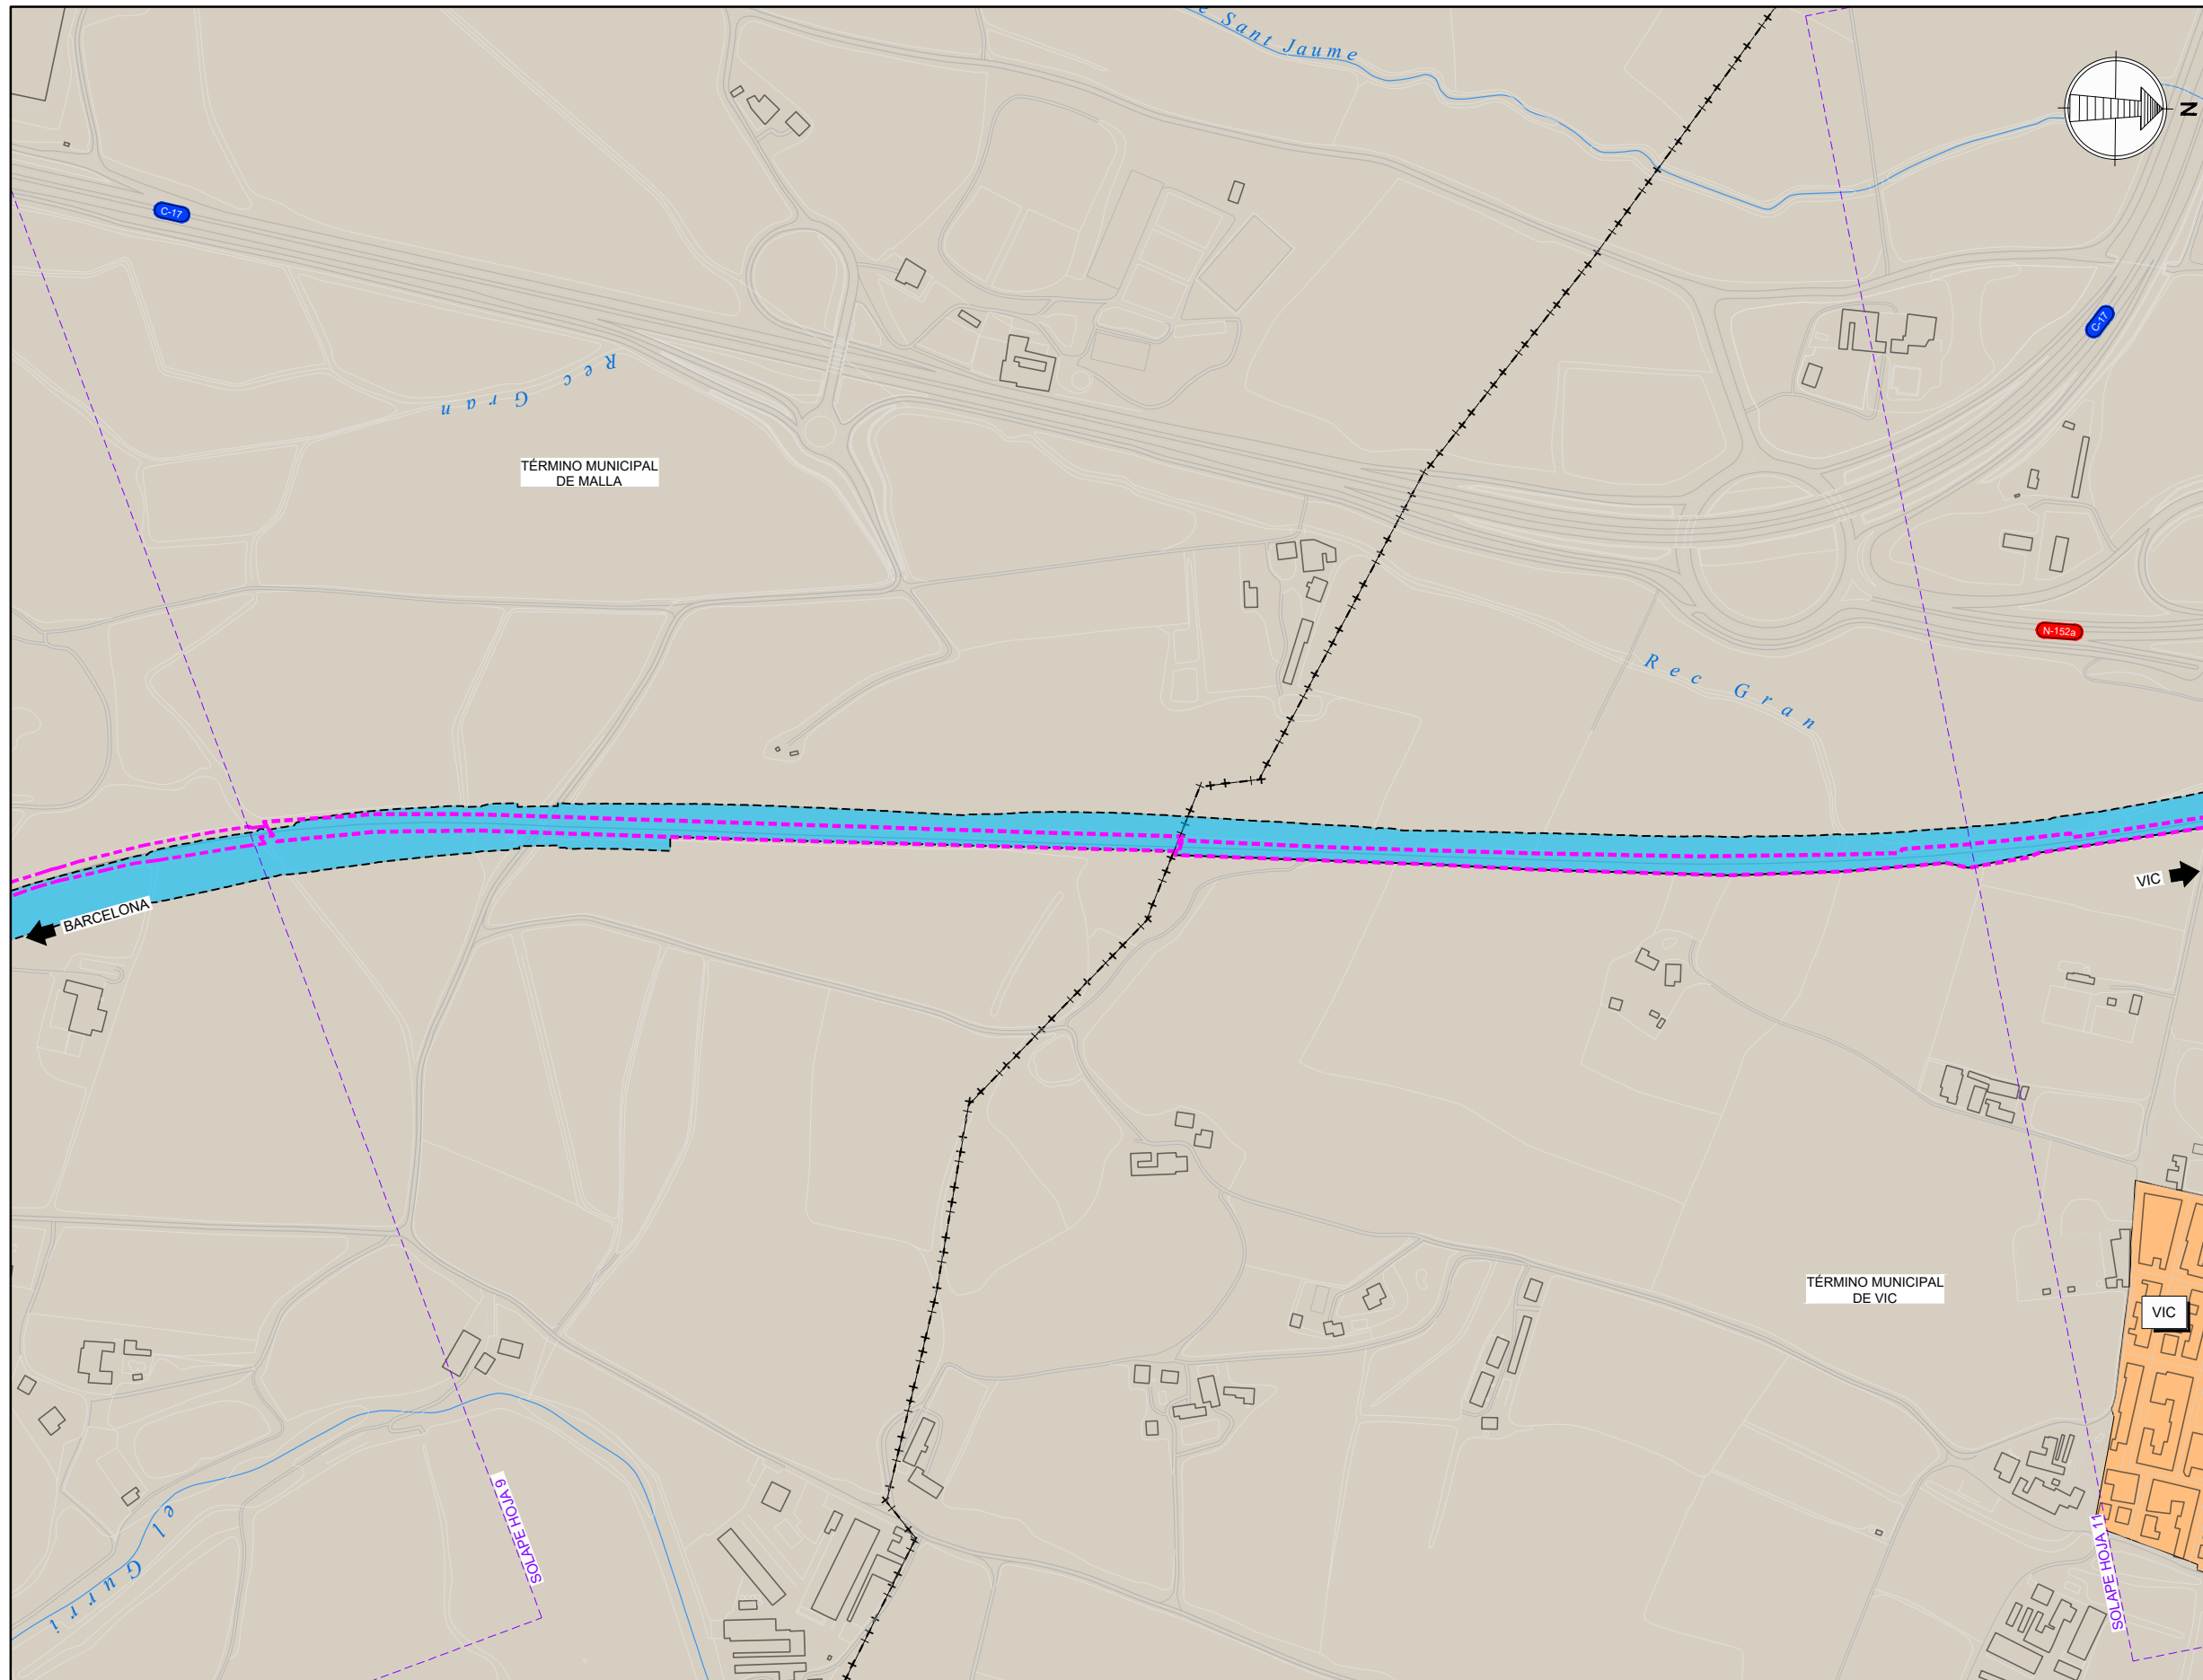 e Sant Jaume
N
C-17
C-17
Rec Gran
TÉRMINO MUNICIPAL
DE MALLA
N-152a
Rec Gran
BARCELONA
VIC
TÉRMINO MUNICIPAL
DE VIC
VIC
el Gurri
SOLAPE HOJA 9
SOLAPE HOJA 11